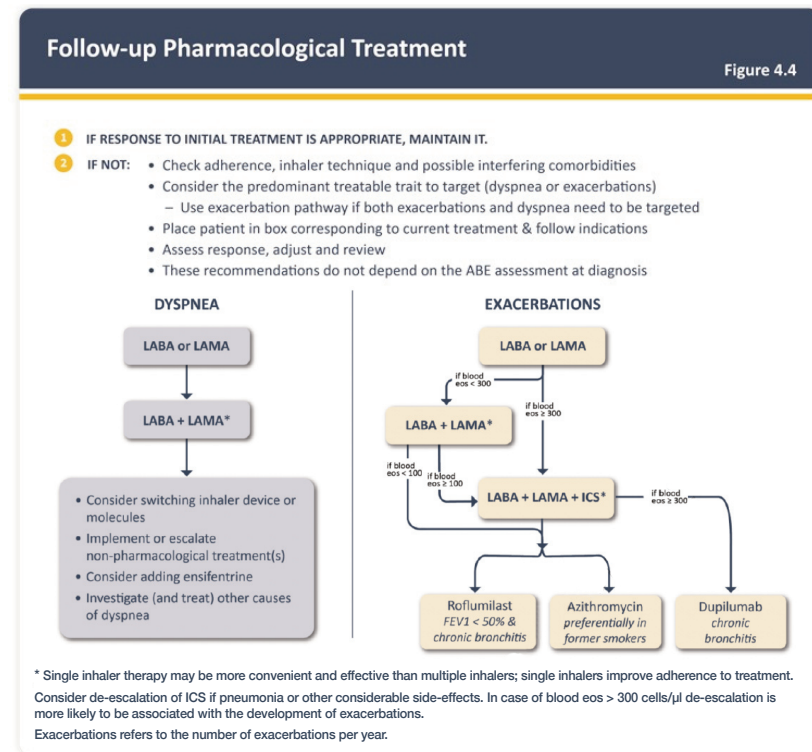 Follow-up Pharmacological Treatment
Figure 4.4
1 IF RESPONSE TO INITIAL TREATMENT IS APPROPRIATE, MAINTAIN IT.
2 IF NOT: • Check adherence, inhaler technique and possible interfering comorbidities
• Consider the predominant treatable trait to target (dyspnea or exacerbations)
– Use exacerbation pathway if both exacerbations and dyspnea need to be targeted
• Place patient in box corresponding to current treatment & follow indications
• Assess response, adjust and review
• These recommendations do not depend on the ABE assessment at diagnosis
DYSPNEA
LABA or LAMA
LABA + LAMA*
• Consider switching inhaler device or
molecules
• Implement or escalate
non-pharmacological treatment(s)
• Consider adding ensifentrine
• Investigate (and treat) other causes
of dyspnea
EXACERBATIONS
LABA or LAMA
if blood
eos < 300
if blood
eos ≥ 300
LABA + LAMA*
if blood
eos < 100
if blood
eos ≥ 100
LABA + LAMA + ICS*
if blood
eos ≥ 300
Roflumilast
FEV1 < 50% &
chronic bronchitis
Azithromycin
preferentially in
former smokers
Dupilumab
chronic
bronchitis
* Single inhaler therapy may be more convenient and effective than multiple inhalers; single inhalers improve adherence to treatment.
Consider de-escalation of ICS if pneumonia or other considerable side-effects. In case of blood eos > 300 cells/µl de-escalation is
more likely to be associated with the development of exacerbations.
Exacerbations refers to the number of exacerbations per year.